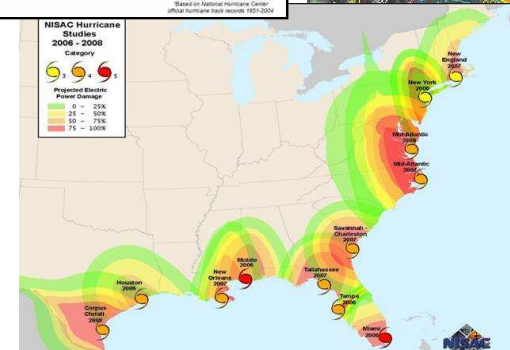 *Based on National Hurricane Center
official hurricane track records 1851-2004
NISAC Hurricane
Studies
2006 - 2008
Category
3
4
5
Projected Electric
Power Damage
0 - 25%
25 - 50%
50 - 75%
75 - 100%
New
England
2007
New York
Mid-Atlantic
Mid-Atlantic
Savannah -
Charleston
2007
Tallahassee
2007
Tampa
2006
Miami
2006
Mobile
2006
New
Orleans
2007
Houston
2006
Corpus
Christi
2008
NISAC